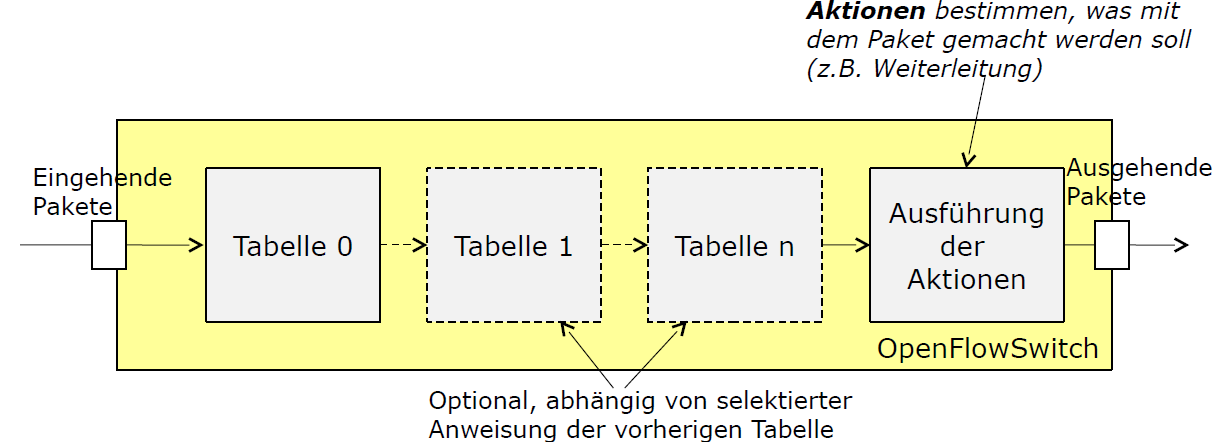 Aktionen bestimmen, was mit
dem Paket gemacht werden soll
(z.B. Weiterleitung)
Eingehende
Pakete
Tabelle 0
Tabelle 1
Tabelle n
Ausführung
der
Aktionen
Ausgehende
Pakete
OpenFlowSwitch
Optional, abhängig von selektierter
Anweisung der vorherigen Tabelle